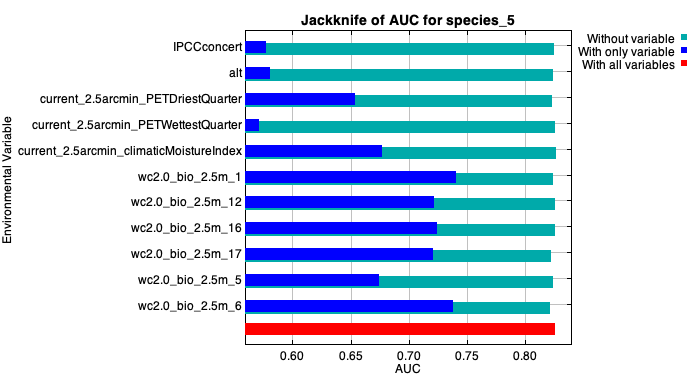 Jackknife of AUC for species_5
Without variable
With only variable
With all variables
Environmental Variable
IPCCconcert
alt
current_2.5arcmin_PETDriestQuarter
current_2.5arcmin_PETWettestQuarter
current_2.5arcmin_climaticMoistureIndex
wc2.0_bio_2.5m_1
wc2.0_bio_2.5m_12
wc2.0_bio_2.5m_16
wc2.0_bio_2.5m_17
wc2.0_bio_2.5m_5
wc2.0_bio_2.5m_6
0.60 0.65 0.70 0.75 0.80
AUC